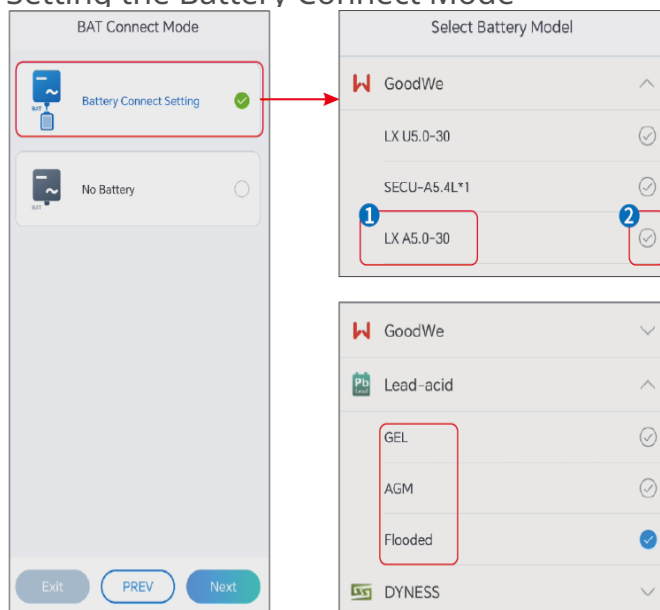 Setting the Battery Connect Mode
BAT Connect Mode
BAT
Battery Connect Setting
BAT
No Battery
Exit
PREV
Next
Select Battery Model
GoodWe
LX U5.0-30
SECU-A5.4L*1
1
2
LX A5.0-30
GoodWe
Pb
Lead
Lead-acid
GEL
AGM
Flooded
DYNESS